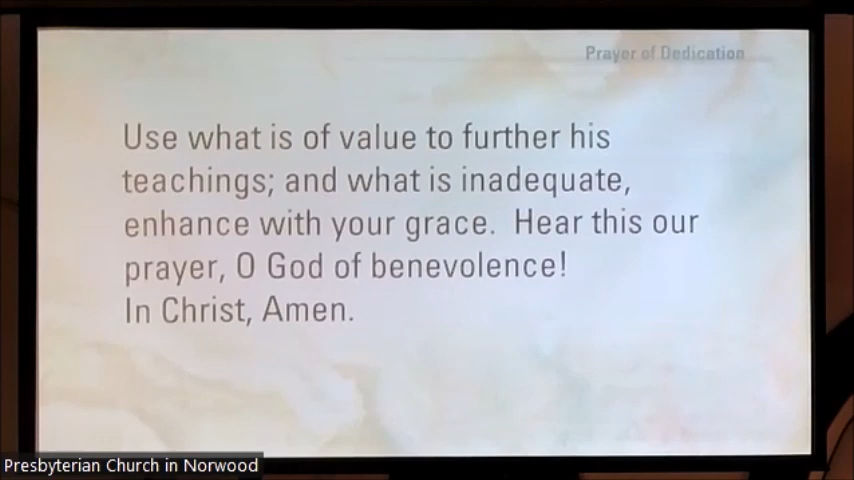 Prayer of Dedication
Use what is of value to further his
teachings; and what is inadequate,
enhance with your grace. Hear this our
prayer, O God of benevolence!
In Christ, Amen.
Presbyterian Church in Norwood